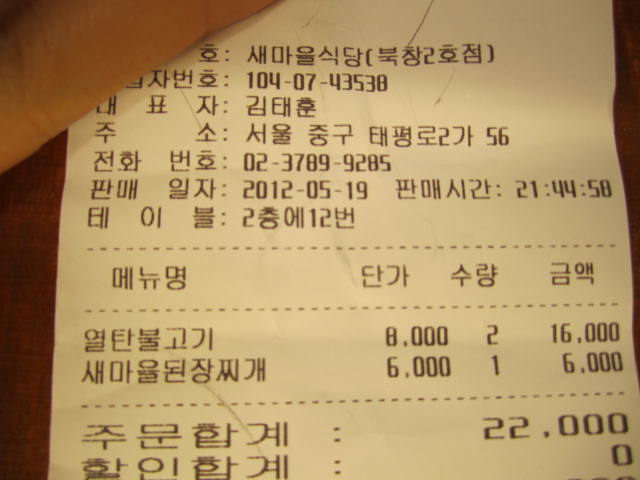 호: 새마을식당(북창2호점)
업자번호: 104-07-43538
대 표 자: 김태훈
주 소: 서울 중구 태평로2가 56
전화 번호: 02-3789-9285
판매 일자: 2012-05-19 판매시간: 21:44:58
테 이 블: 2층에12번
메뉴명 단가 수량 금액
열탄불고기 8,000 2 16,000
새마을된장찌개 6,000 1 6,000
주문합계 : 22,000
할인합계 : 0